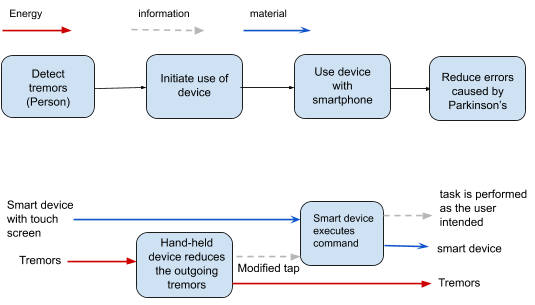 Energy
information
material
Detect
tremors
(Person)
Initiate use of
device
Use device
with
smartphone
Reduce errors
caused by
Parkinson's
Smart device
with touch
screen
Smart device
executes
command
task is performed
as the user
intended
smart device
Tremors
Hand-held
device reduces
the outgoing
tremors
Modified tap
Tremors